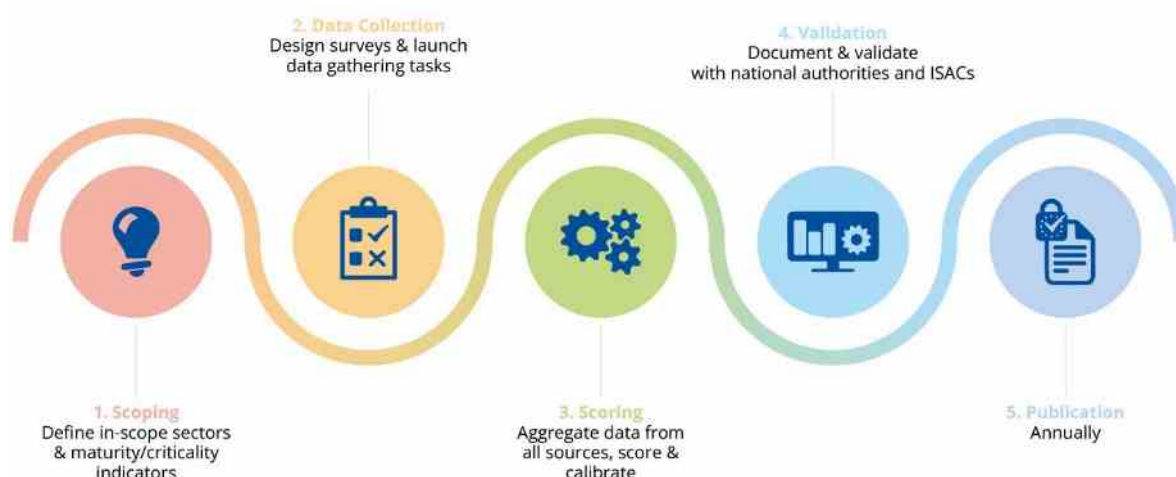 1. Scoping
Define in-scope sectors
& maturity/criticality
indicators
2. Data Collection
Design surveys & launch
data gathering tasks
3. Scoring
Aggregate data from
all sources, score &
calibrate
4. Validation
Document & validate
with national authorities and ISACs
5. Publication
Annually